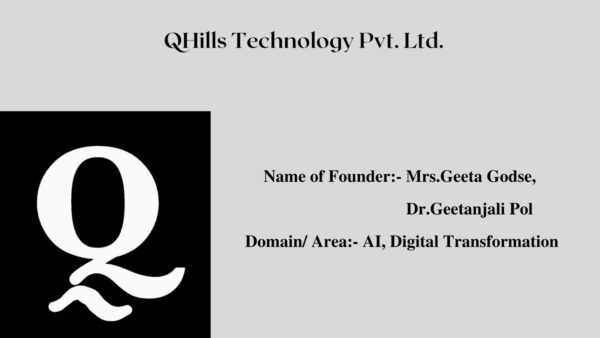 QHills Technology Pvt. Ltd.
Q
Name of Founder:- Mrs.Geeta Godse,
Dr.Geetanjali Pol
Domain/ Area:- AI, Digital Transformation